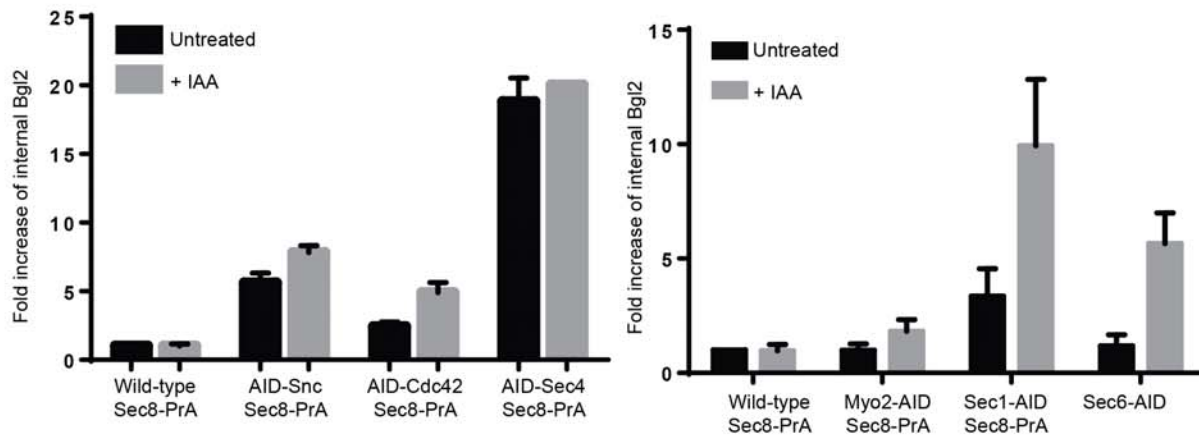 Fold increase of internal Bgl2
25
20
15
10
5
0
Untreated
+ IAA
Wild-type
Sec8-PrA
AID-Snc
Sec8-PrA
AID-Cdc42
Sec8-PrA
AID-Sec4
Sec8-PrA
Fold increase of internal Bgl2
15
10
5
0
Untreated
+ IAA
Wild-type
Sec8-PrA
Myo2-AID
Sec8-PrA
Sec1-AID
Sec8-PrA
Sec6-AID